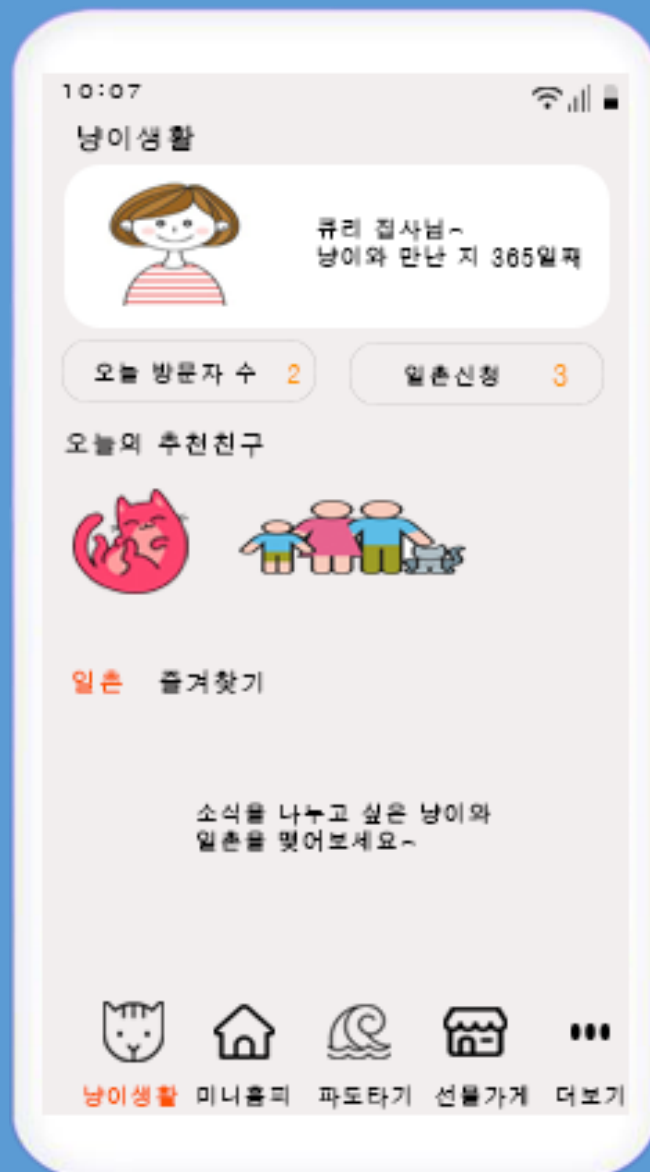 10:07
냥이생활
큐리 집사님~
냥이와 만난 지 365일째
오늘 방문자 수 2
일촌신청 3
오늘의 추천친구
일촌 즐겨찾기
소식을 나누고 싶은 냥이와
일촌을 맺어보세요~
냥이생활 미니홈피 파도타기 선물가게 더보기